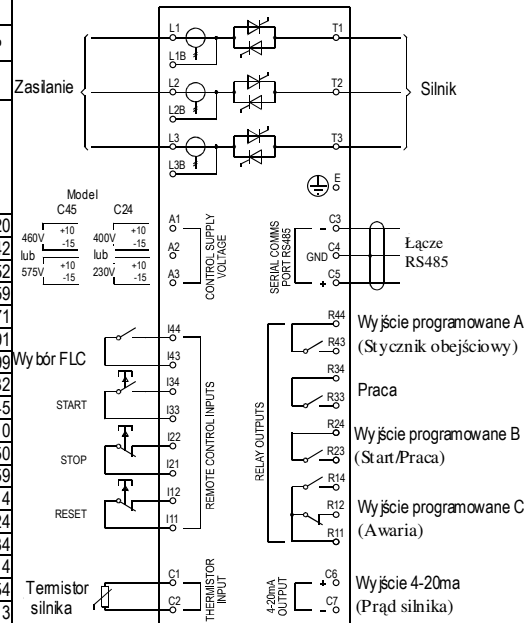 L1 T1
L1B
Zasilanie L2 T2 Silnik
L2B
L3 T3
L3B
E
Model
C45 C24
460V +10 -15 400V +10 -15
lub lub
575V +10 -15 230V +10 -15
A1
A2
A3
CONTROL SUPPLY
VOLTAGE
SERIAL COMMS
PORT RS485
- C3
GND C4
+ C5
Łącze
RS485
Wybór FLC
I44
I43
START
I34
I33
STOP
I22
I21
RESET
I12
I11
REMOTE CONTROL INPUTS
RELAY OUTPUTS
R44
R43
Wyjście programowane A
(Stycznik obejściowy)
R34
R33
Praca
R24
R23
Wyjście programowane B
(Start/Praca)
R14
R12
R11
Wyjście programowane C
(Awaria)
Termistor
silnika
C1
C2
THERMISTOR
INPUT
4-20mA
OUTPUT
+ C6
- C7
Wyjście 4-20ma
(Prąd silnika)